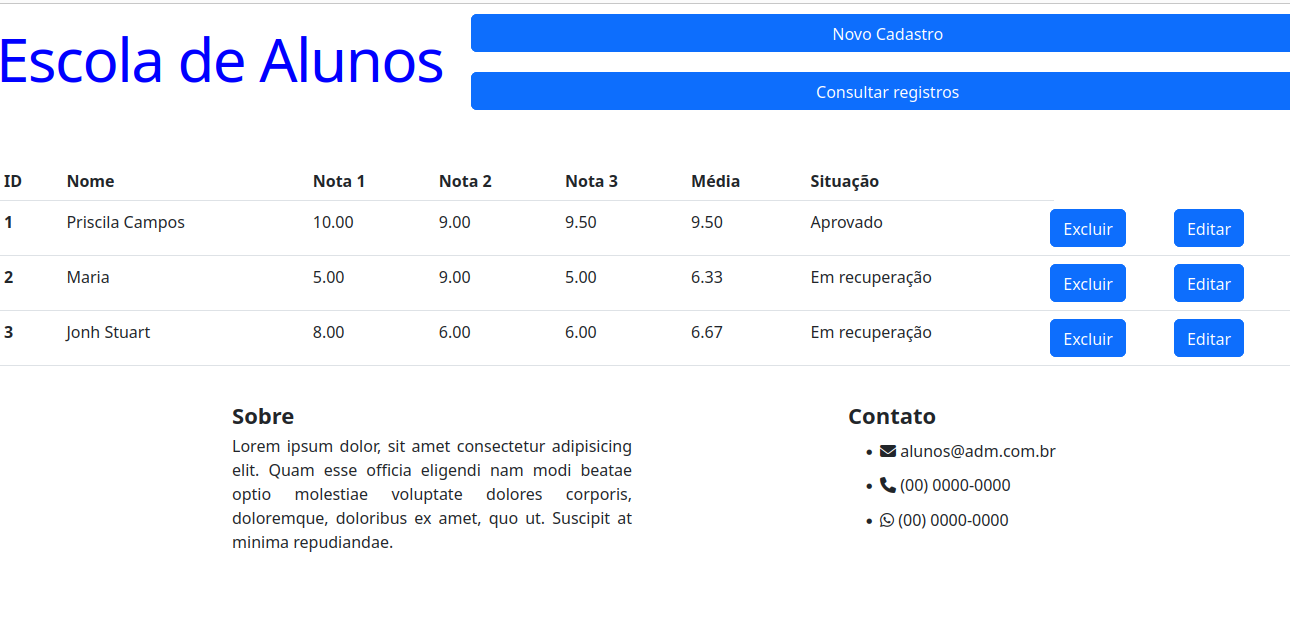 Escola de Alunos
Novo Cadastro
Consultar registros
ID Nome Nota 1 Nota 2 Nota 3 Média Situação
1 Priscila Campos 10.00 9.00 9.50 9.50 Aprovado Excluir Editar
2 Maria 5.00 9.00 5.00 6.33 Em recuperação Excluir Editar
3 Jonh Stuart 8.00 6.00 6.00 6.67 Em recuperação Excluir Editar
Sobre
Lorem ipsum dolor, sit amet consectetur adipisicing
elit. Quam esse officia eligendi nam modi beatae
optio molestiae voluptate dolores corporis,
doloremque, doloribus ex amet, quo ut. Suscipit at
minima repudiandae.
Contato
alunos@adm.com.br
(00) 0000-0000
(00) 0000-0000